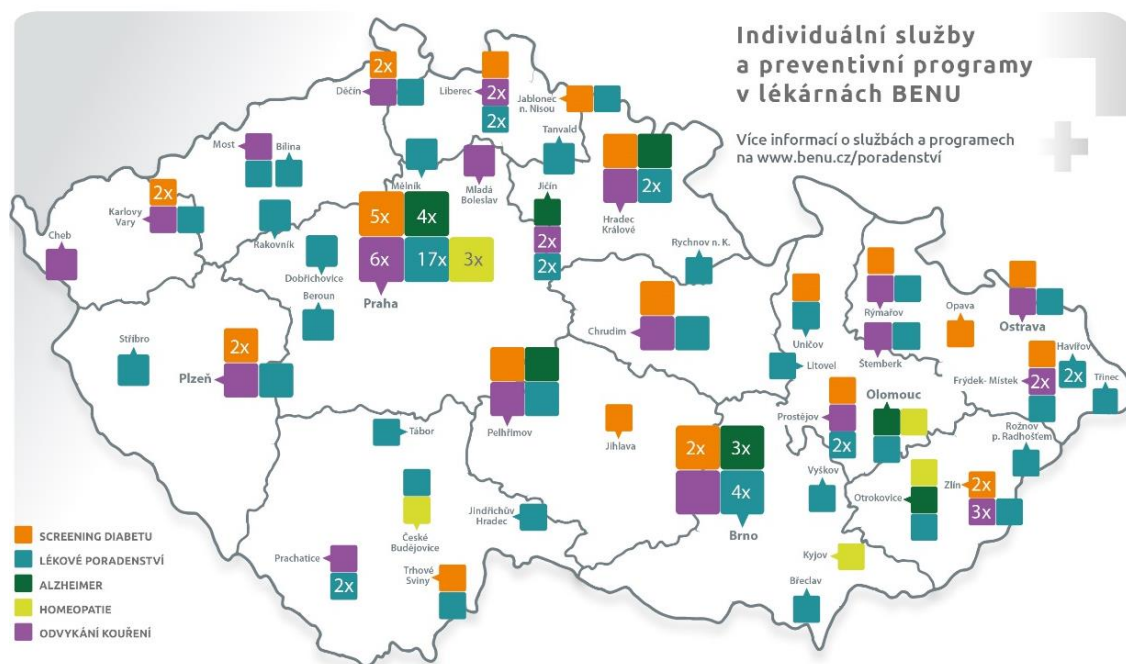 Individuální služby
a preventivní programy
v lékárnách BENU
Více informací o službách a programech
na www.benu.cz/poradenství
2x
Děčín
Liberec
2x
2x
Jablonec
n. Nisou
Tanvald
Most
Bílina
Mělník
Mladá
Boleslav
Jičín
2x
2x
Hradec
Králové
2x
2x
Karlovy
Vary
Cheb
Rakovník
Dobřichovice
Beroun
5x
4x
6x
17x
3x
Praha
Rychnov n. K.
Chrudim
Uničov
Litovel
Rýmařov
Štemberk
Opava
Ostrava
Havířov
2x
Frýdek- Místek
2x
Třinec
Stříbro
2x
Plzeň
Pelhřimov
Jihlava
Prostějov
2x
Olomouc
Rožnov
p. Radhoštěm
Tábor
2x
3x
4x
Brno
Vyškov
Otrokovice
Zlín
2x
3x
Jindřichův
Hradec
České
Budějovice
Prachatice
2x
Trhové
Sviny
Kyjov
Břeclav
SCREENING DIABETU
LÉKOVÉ PORADENSTVÍ
ALZHEIMER
HOMEOPATIE
ODVYKÁNÍ KOUŘENÍ